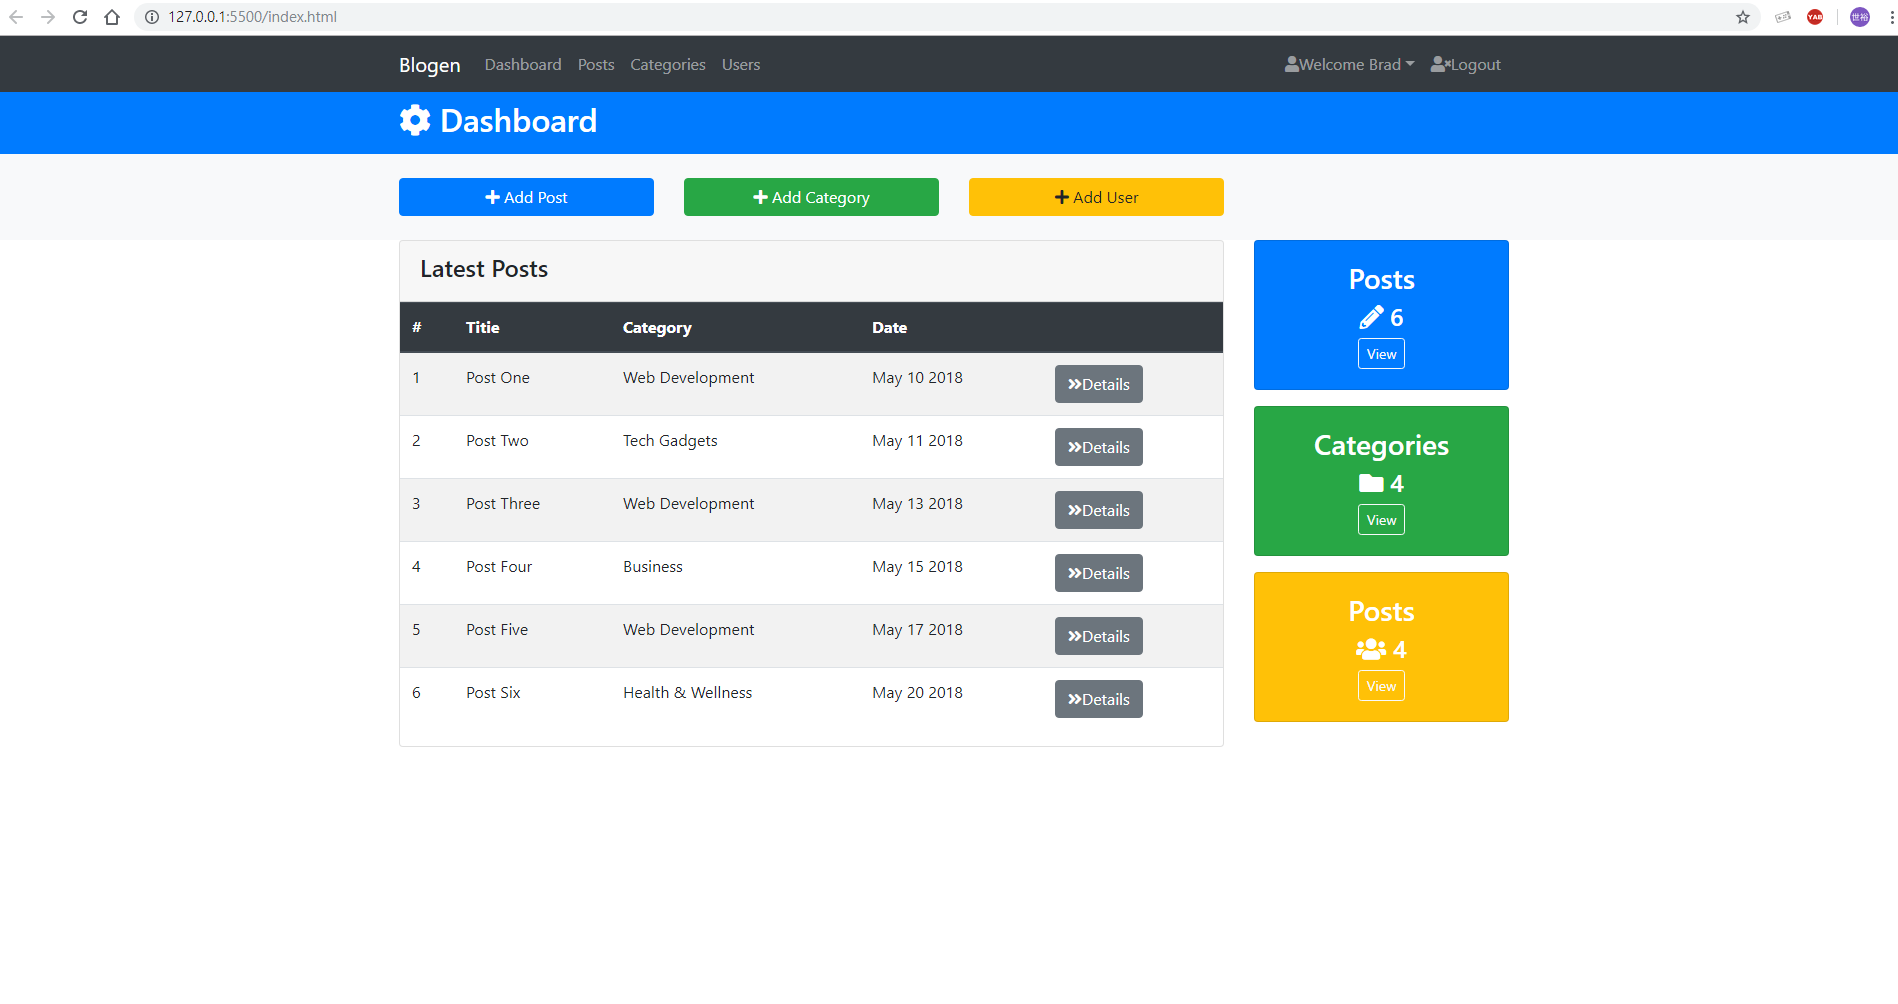 127.0.0.1:5500/index.html
YAB
世裕
Blogen Dashboard Posts Categories Users Welcome Brad Logout
Dashboard
Add Post Add Category Add User
Latest Posts
# Title Category Date
1 Post One Web Development May 10 2018 Details
2 Post Two Tech Gadgets May 11 2018 Details
3 Post Three Web Development May 13 2018 Details
4 Post Four Business May 15 2018 Details
5 Post Five Web Development May 17 2018 Details
6 Post Six Health & Wellness May 20 2018 Details
Posts
6
View
Categories
4
View
Posts
4
View